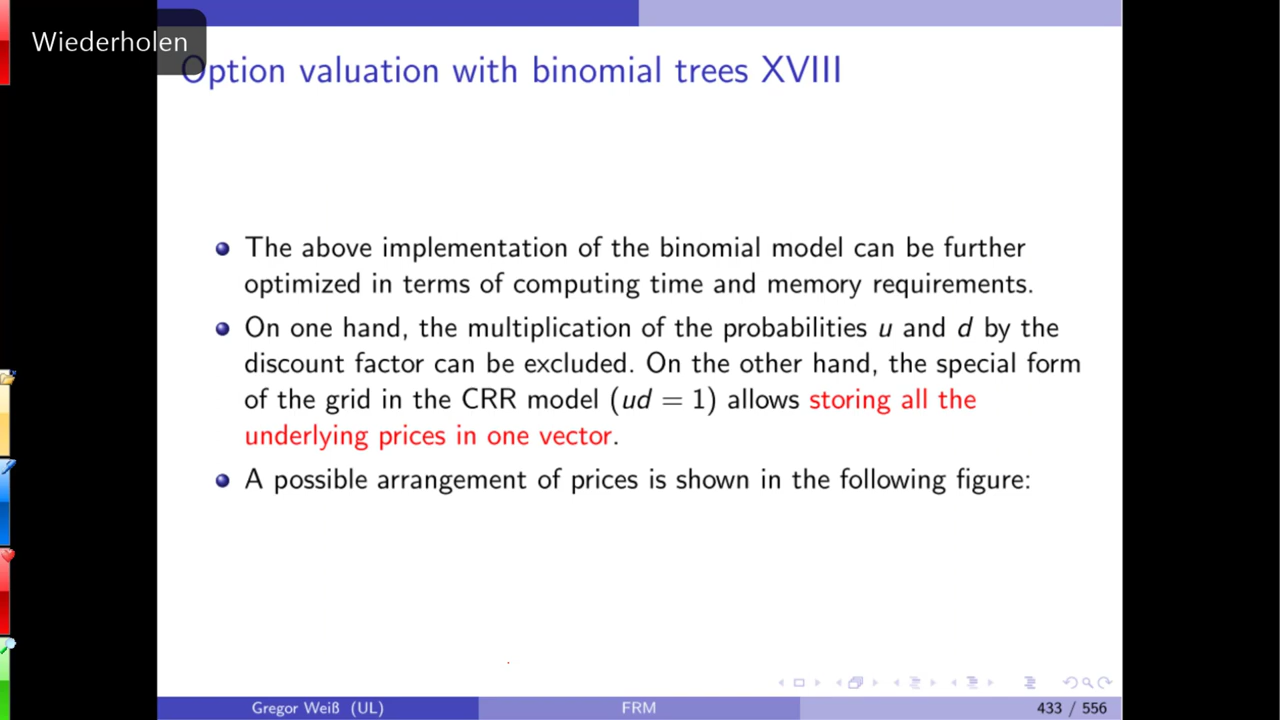 Wiederholen
Option valuation with binomial trees XVIII
The above implementation of the binomial model can be further
optimized in terms of computing time and memory requirements.
On one hand, the multiplication of the probabilities u and d by the
discount factor can be excluded. On the other hand, the special form
of the grid in the CRR model (ud = 1) allows storing all the
underlying prices in one vector.
A possible arrangement of prices is shown in the following figure:
Gregor Weiß (UL) FRM 433 / 556